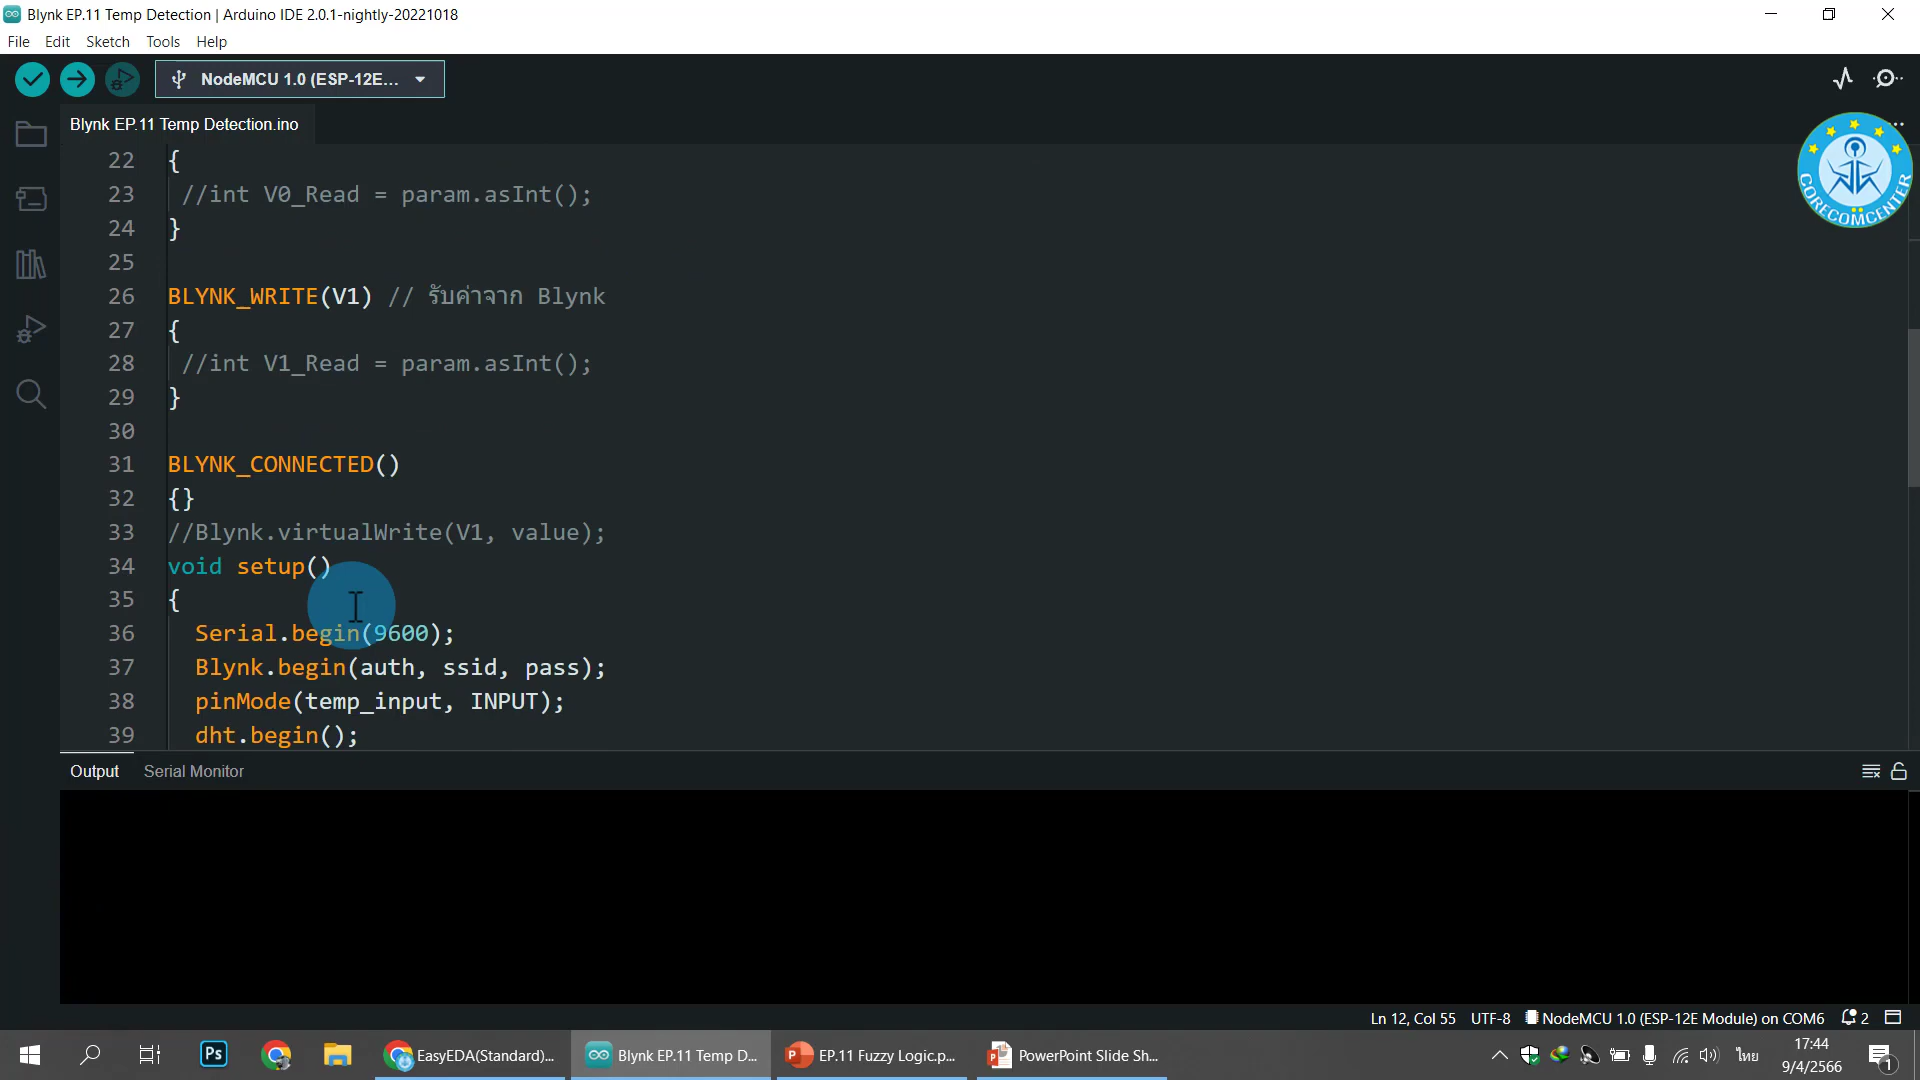 Blynk EP.11 Temp Detection | Arduino IDE 2.0.1-nightly-20221018
File Edit Sketch Tools Help
NodeMCU 1.0 (ESP-12E...
Blynk EP.11 Temp Detection.ino
22 {
23 //int V0_Read = param.asInt();
24 }
25
26 BLYNK_WRITE(V1) // รับค่าจาก Blynk
27 {
28 //int V1_Read = param.asInt();
29 }
30
31 BLYNK_CONNECTED()
32 {}
33 //Blynk.virtualWrite(V1, value);
34 void setup()
35 {
36 Serial.begin(9600);
37 Blynk.begin(auth, ssid, pass);
38 pinMode(temp_input, INPUT);
39 dht.begin();
CORECOMCENTER
Output Serial Monitor
Ln 12, Col 55 UTF-8 NodeMCU 1.0 (ESP-12E Module) on COM6 2
Ps EasyEDA(Standard)... Blynk EP.11 Temp D... EP.11 Fuzzy Logic.p... PowerPoint Slide Sh... ไทย 17:44
9/4/2566 1